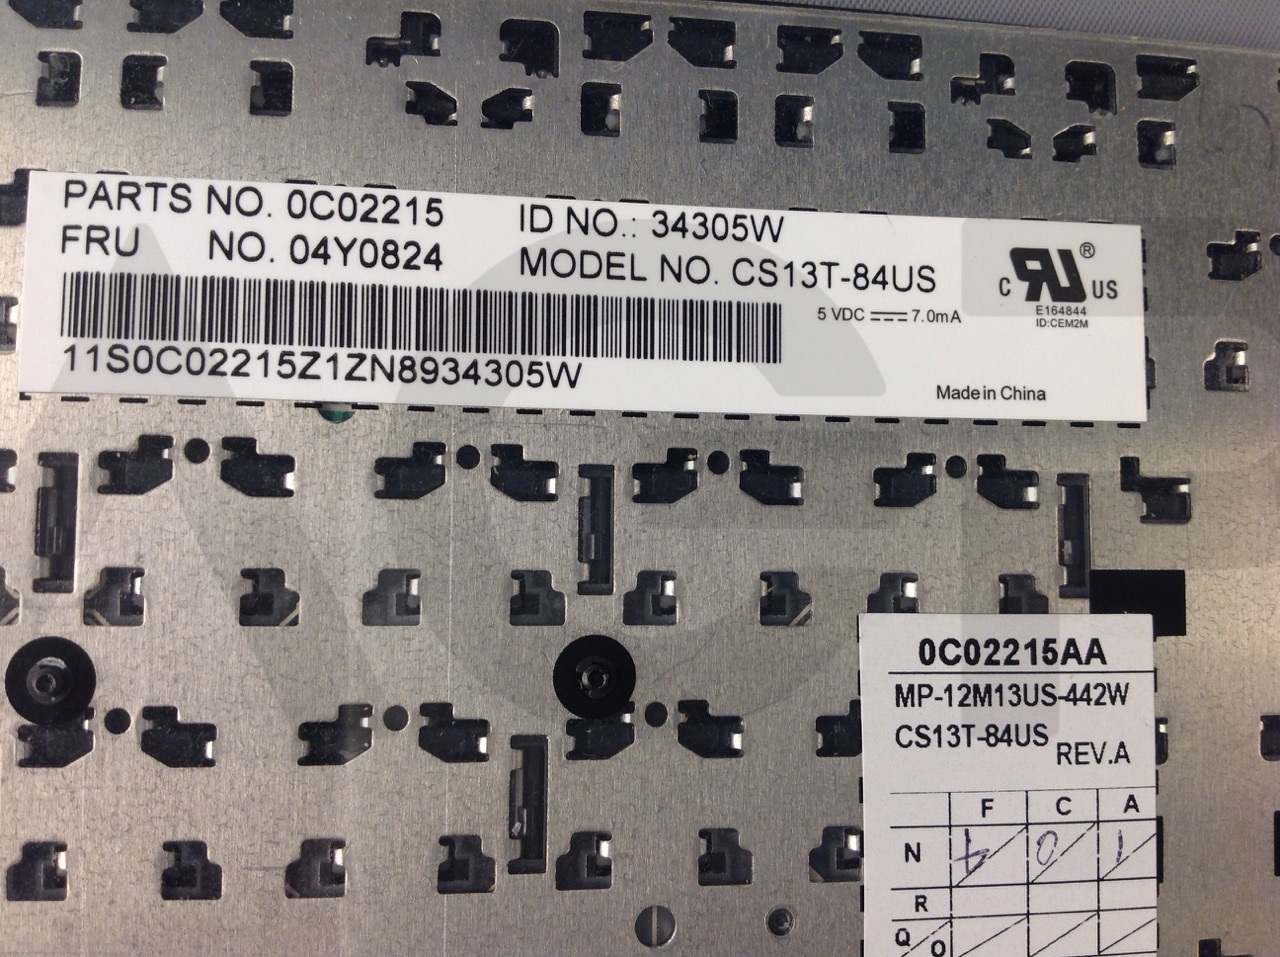 PARTS NO. 0C02215
ID NO.: 34305W
FRU NO. 04Y0824
MODEL NO. CS13T-84US
5 VDC 7.0mA
C RU ® US
E164844
ID:CEM2M
11S0C02215Z1ZN8934305W
Made in China
0C02215AA
MP-12M13US-442W
CS13T-84US
REV.A
F C A
N 0 1
R
Q O